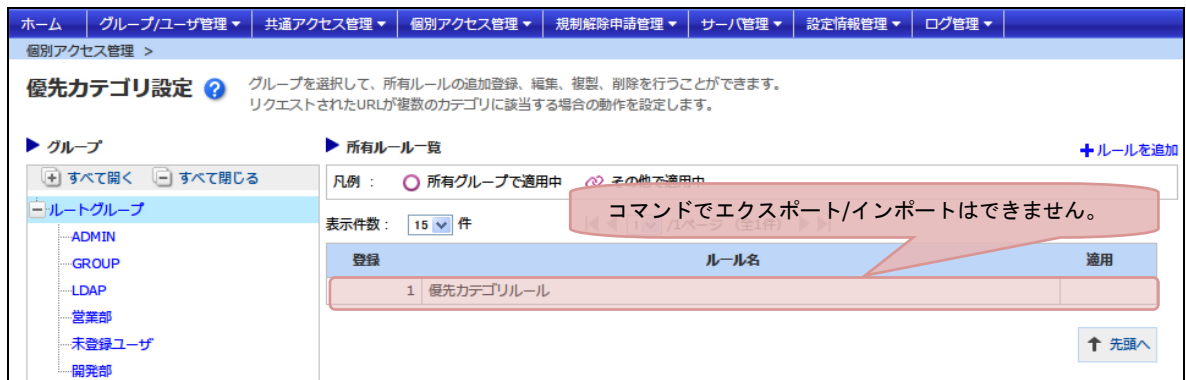 ホーム グループ/ユーザ管理▼ 共通アクセス管理▼ 個別アクセス管理▼ 規制解除申請管理▼ サーバ管理▼ 設定情報管理▼ ログ管理▼
個別アクセス管理 >
優先カテゴリ設定 ? グループを選択して、所有ルールの追加登録、編集、複製、削除を行うことができます。
リクエストされたURLが複数のカテゴリに該当する場合の動作を設定します。
グループ
すべて開く すべて閉じる
ルートグループ
ADMIN
GROUP
LDAP
営業部
未登録ユーザ
開発部
所有ルール一覧
ルールを追加
凡例 : 所有グループで適用中 その他で適用中
コマンドでエクスポート/インポートはできません。
表示件数: 15 件 1 /1ページ (全1件)
登録 ルール名 適用
1 優先カテゴリルール
先頭へ